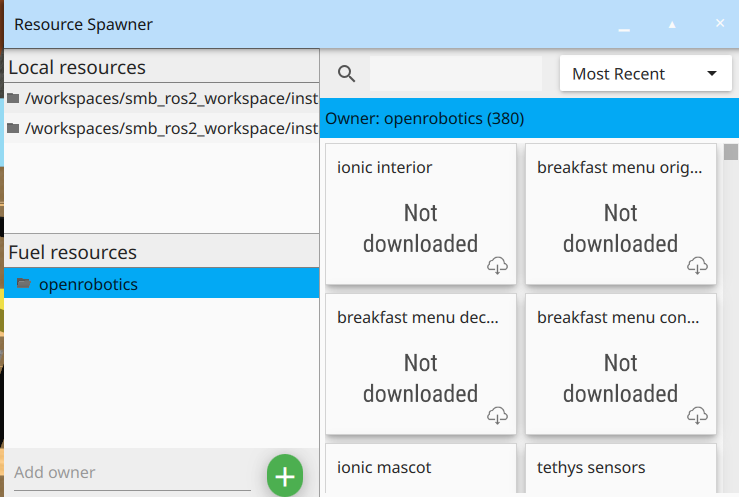 Resource Spawner
Local resources
/workspaces/smb_ros2_workspace/inst
/workspaces/smb_ros2_workspace/inst
Fuel resources
openrobotics
Add owner
Most Recent
Owner: openrobotics (380)
ionic interior
Not
downloaded
breakfast menu orig...
Not
downloaded
breakfast menu dec...
Not
downloaded
breakfast menu con...
Not
downloaded
ionic mascot
tethys sensors